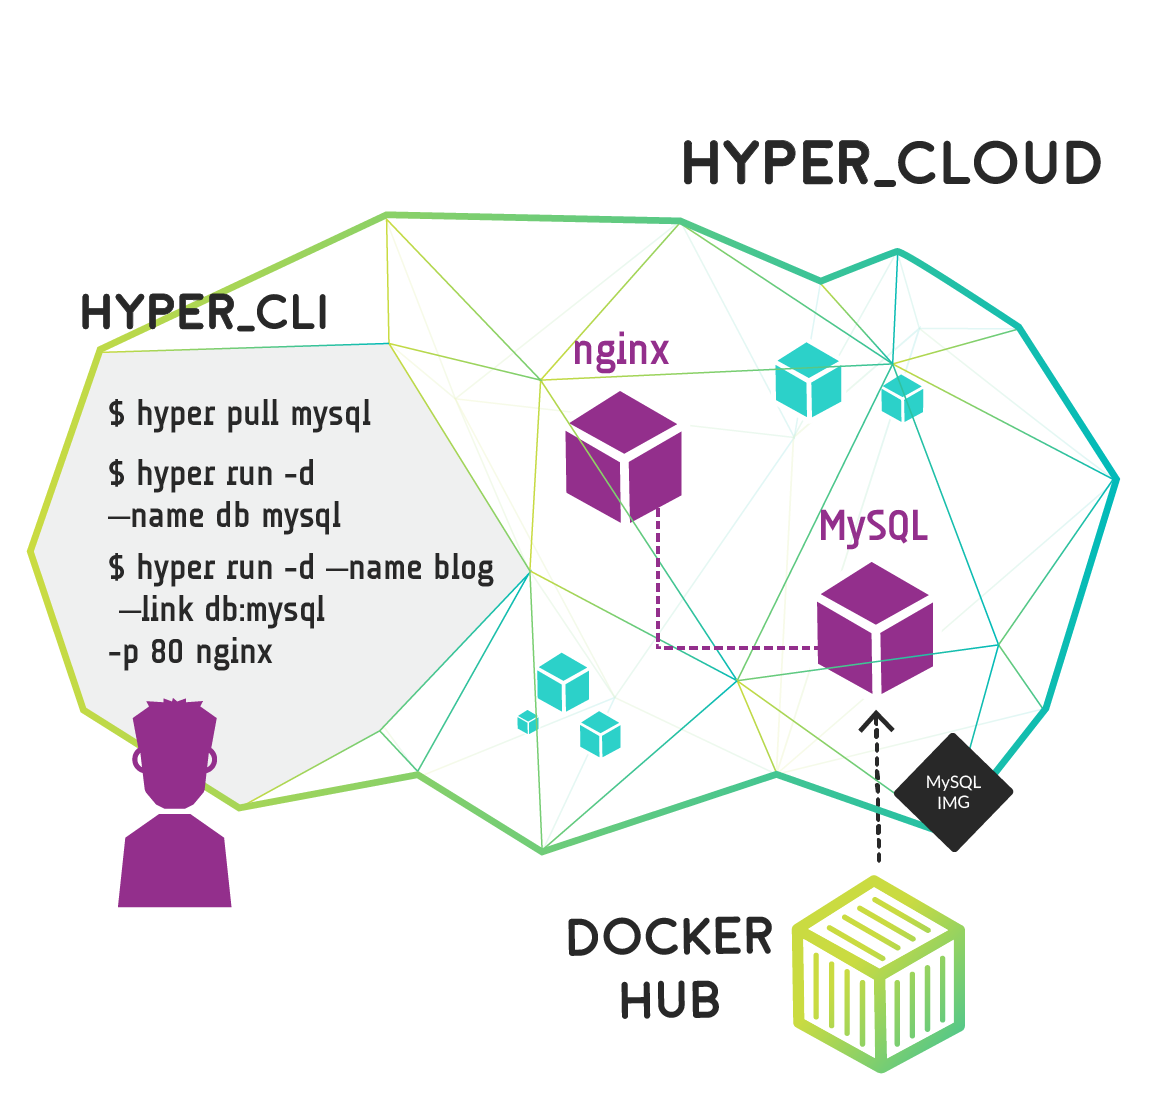 HYPER_CLOUD
HYPER_CLI
$ hyper pull mysql
$ hyper run -d
—name db mysql
$ hyper run -d —name blog
—link db:mysql
-p 80 nginx
nginx
MySQL
MySQL
IMG
DOCKER
HUB